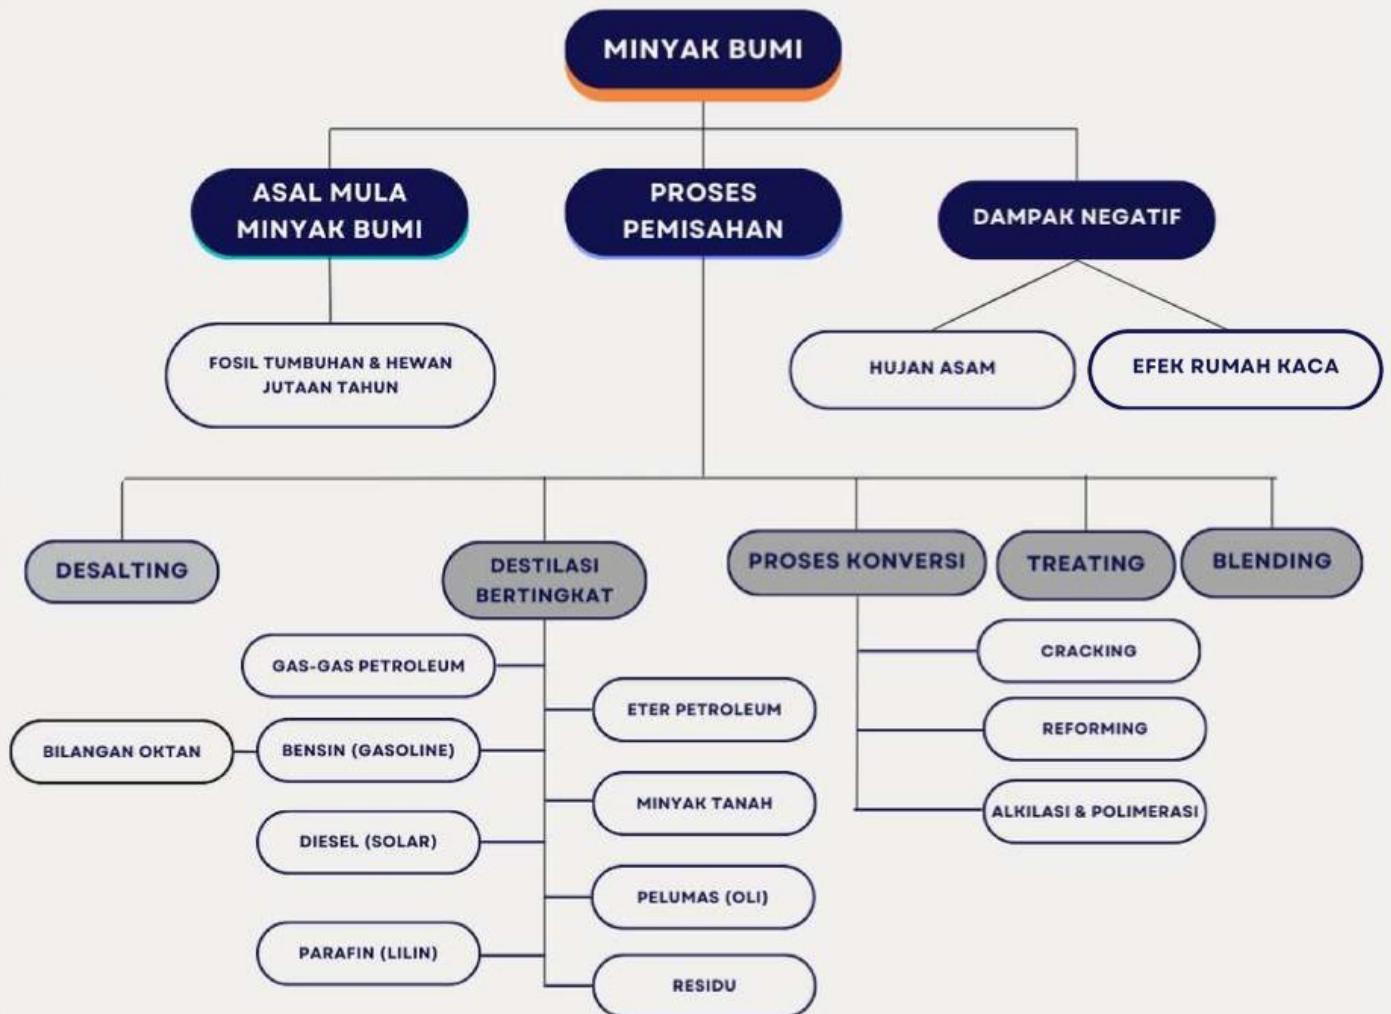 MINYAK BUMI
ASAL MULA
MINYAK BUMI
PROSES
PEMISAHAN
DAMPAK NEGATIF
FOSIL TUMBUHAN & HEWAN
JUTAAN TAHUN
HUJAN ASAM
EFEK RUMAH KACA
DESALTING
DESTILASI
BERTINGKAT
PROSES KONVERSI
TREATING
BLENDING
GAS-GAS PETROLEUM
ETER PETROLEUM
BILANGAN OKTAN
BENSIN (GASOLINE)
MINYAK TANAH
DIESEL (SOLAR)
PELUMAS (OLI)
PARAFIN (LILIN)
RESIDU
CRACKING
REFORMING
ALKILASI & POLIMERASI